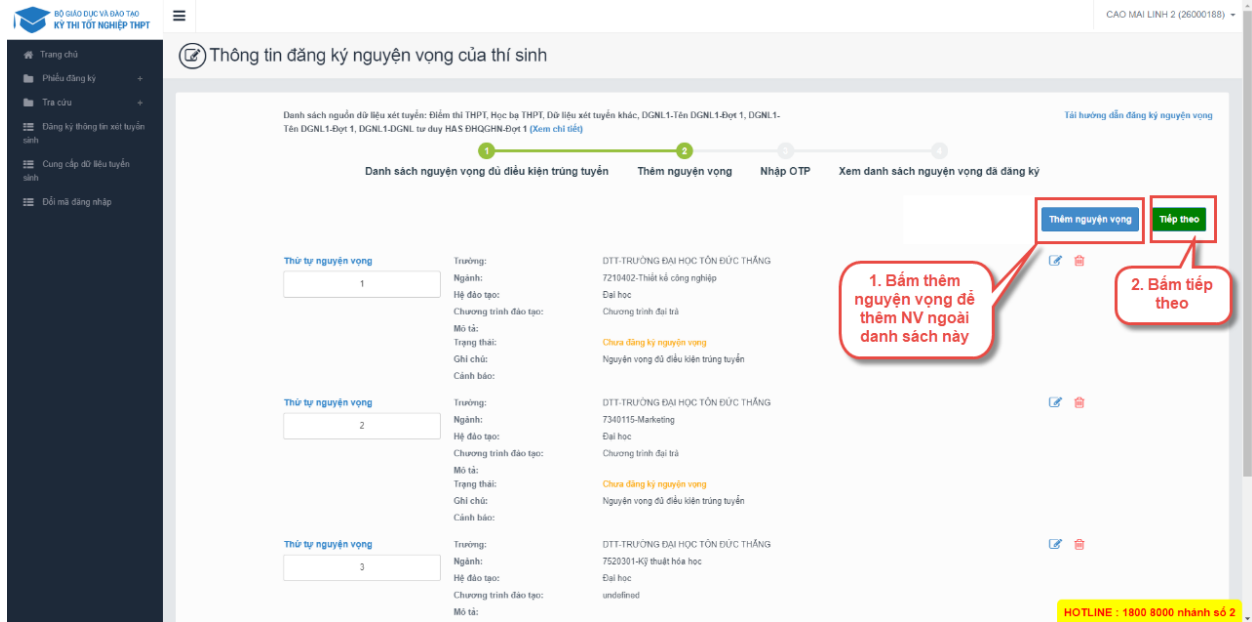 BỘ GIÁO DỤC VÀ ĐÀO TẠO
KỲ THI TỐT NGHIỆP THPT
CAO MAI LINH 2 (26000188)
Trang chủ
Phiếu đăng ký +
Tra cứu +
Đăng ký thông tin xét tuyển
sinh
Cung cấp dữ liệu tuyển
sinh
Đổi mã đăng nhập
Thông tin đăng ký nguyện vọng của thí sinh
Danh sách nguồn dữ liệu xét tuyển: Điểm thi THPT, Học bạ THPT, Dữ liệu xét tuyển khác, DGNL1-Tên DGNL1-Đợt 1, DGNL1-
Tên DGNL1-Đợt 1, DGNL1-DGNL tư duy HAS ĐHQGHN-Đợt 1 (Xem chi tiết)
Tải hướng dẫn đăng ký nguyện vọng
1 2 3 4
Danh sách nguyện vọng đủ điều kiện trúng tuyển Thêm nguyện vọng Nhập OTP Xem danh sách nguyện vọng đã đăng ký
Thêm nguyện vọng Tiếp theo
1. Bấm thêm
nguyện vọng để
thêm NV ngoài
danh sách này
2. Bấm tiếp
theo
Thứ tự nguyện vọng
1
Trường: DTT-TRƯỜNG ĐẠI HỌC TÔN ĐỨC THẮNG
Ngành: 7210402-Thiết kế công nghiệp
Hệ đào tạo: Đại học
Chương trình đào tạo: Chương trình đại trà
Mô tả:
Trạng thái: Chưa đăng ký nguyện vọng
Ghi chú: Nguyện vọng đủ điều kiện trúng tuyển
Cảnh báo:
Thứ tự nguyện vọng
2
Trường: DTT-TRƯỜNG ĐẠI HỌC TÔN ĐỨC THẮNG
Ngành: 7340115-Marketing
Hệ đào tạo: Đại học
Chương trình đào tạo: Chương trình đại trà
Mô tả:
Trạng thái: Chưa đăng ký nguyện vọng
Ghi chú: Nguyện vọng đủ điều kiện trúng tuyển
Cảnh báo:
Thứ tự nguyện vọng
3
Trường: DTT-TRƯỜNG ĐẠI HỌC TÔN ĐỨC THẮNG
Ngành: 7520301-Kỹ thuật hóa học
Hệ đào tạo: Đại học
Chương trình đào tạo: undefined
Mô tả:
HOTLINE : 1800 8000 nhánh số 2